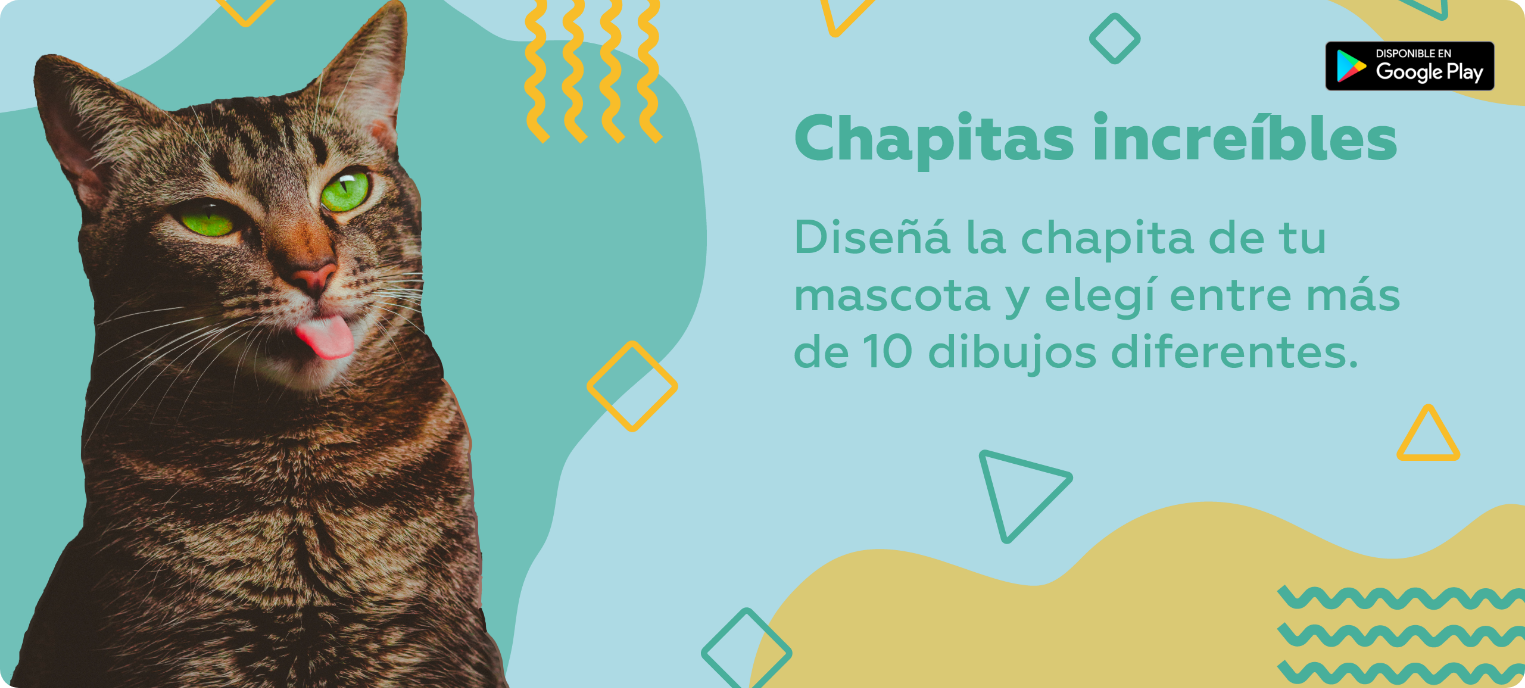 DISPONIBLE EN
Google Play
Chapitas increíbles
Diseñá la chapita de tu
mascota y elegí entre más
de 10 dibujos diferentes.